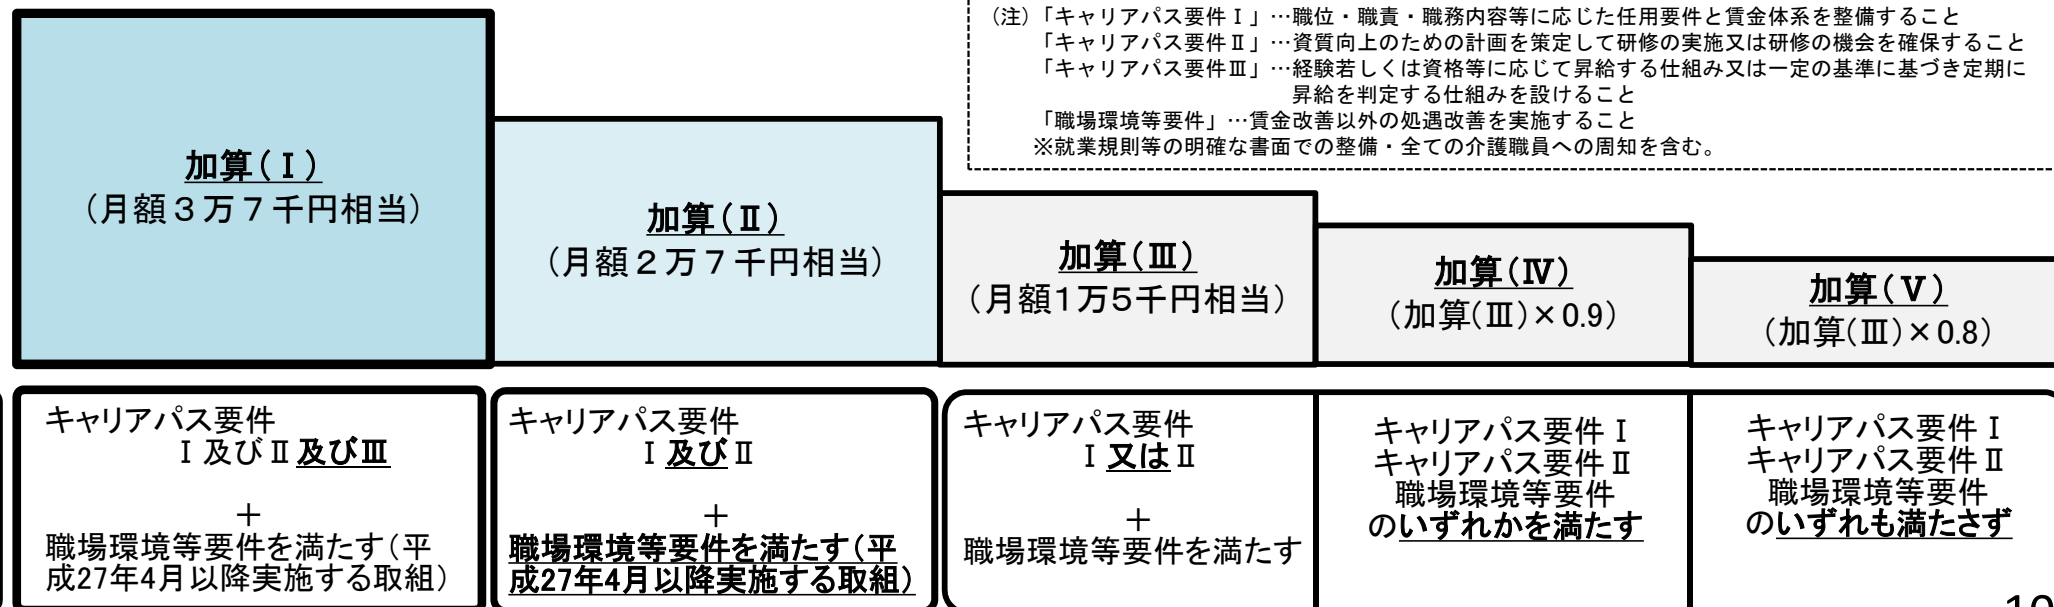 （注）「キャリアパス要件Ⅰ」…職位・職責・職務内容等に応じた任用要件と賃金体系を整備すること
「キャリアパス要件Ⅱ」…資質向上のための計画を策定して研修の実施又は研修の機会を確保すること
「キャリアパス要件Ⅲ」…経験若しくは資格等に応じて昇給する仕組み又は一定の基準に基づき定期に
昇給を判定する仕組みを設けること
「職場環境等要件」…賃金改善以外の処遇改善を実施すること
※就業規則等の明確な書面での整備・全ての介護職員への周知を含む。
加算（Ⅰ）
（月額３万７千円相当）
加算（Ⅱ）
（月額２万７千円相当）
加算（Ⅲ）
（月額1万5千円相当）
加算（Ⅳ）
（加算(Ⅲ)×0.9）
加算（Ⅴ）
（加算(Ⅲ)×0.8）
キャリアパス要件
Ⅰ及びⅡ及びⅢ
＋
職場環境等要件を満たす（平
成27年4月以降実施する取組）
キャリアパス要件
Ⅰ及びⅡ
＋
職場環境等要件を満たす（平
成27年4月以降実施する取組）
キャリアパス要件
Ⅰ又はⅡ
＋
職場環境等要件を満たす
キャリアパス要件Ⅰ
キャリアパス要件Ⅱ
職場環境等要件
のいずれかを満たす
キャリアパス要件Ⅰ
キャリアパス要件Ⅱ
職場環境等要件
のいずれも満たさず